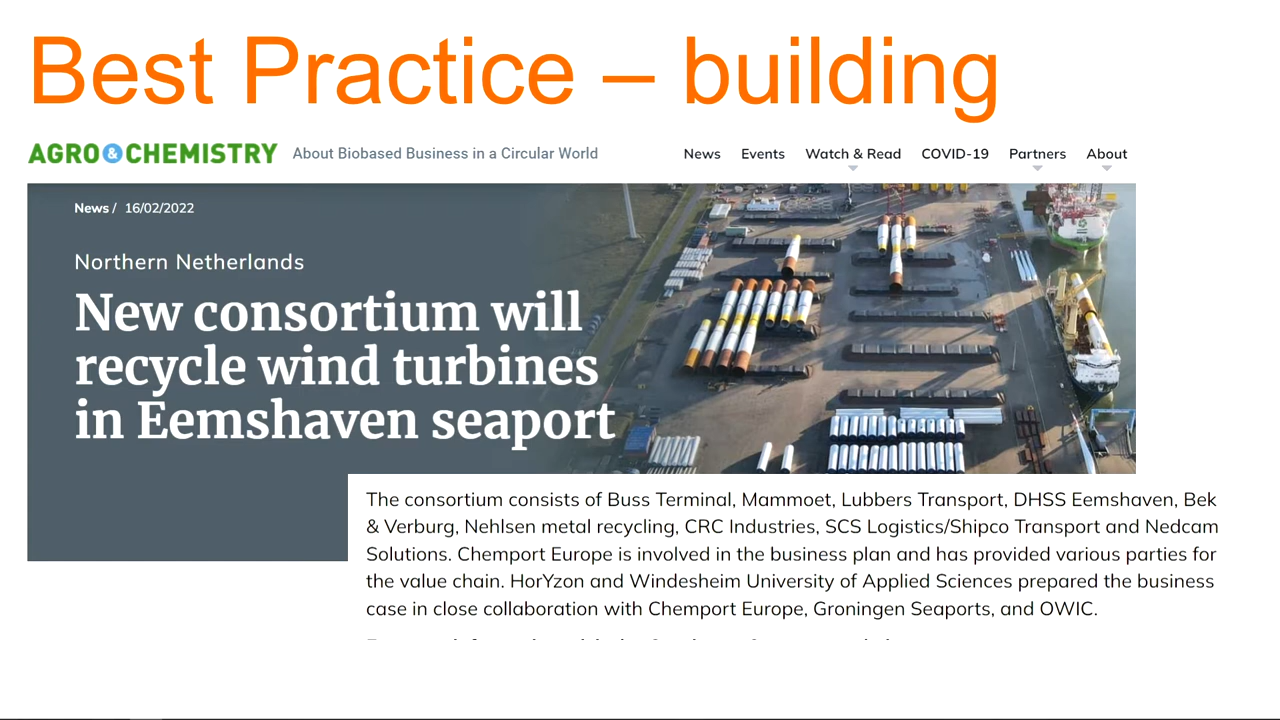 Best Practice – building
AGRO&CHEMISTRY About Biobased Business in a Circular World News Events Watch & Read COVID-19 Partners About
News / 16/02/2022
Northern Netherlands
New consortium will
recycle wind turbines
in Eemshaven seaport
The consortium consists of Buss Terminal, Mammoet, Lubbers Transport, DHSS Eemshaven, Bek
& Verburg, Nehlsen metal recycling, CRC Industries, SCS Logistics/Shipco Transport and Nedcam
Solutions. Chemport Europe is involved in the business plan and has provided various parties for
the value chain. HorYzon and Windesheim University of Applied Sciences prepared the business
case in close collaboration with Chemport Europe, Groningen Seaports, and OWIC.